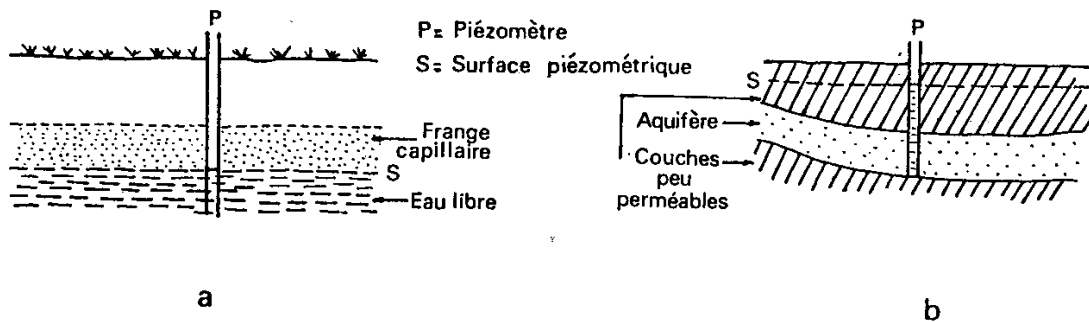 P
P= Piézomètre
S= Surface piézométrique
Frange
capillaire
S
Eau libre
a
P
S
Aquifère
Couches
peu
perméables
b